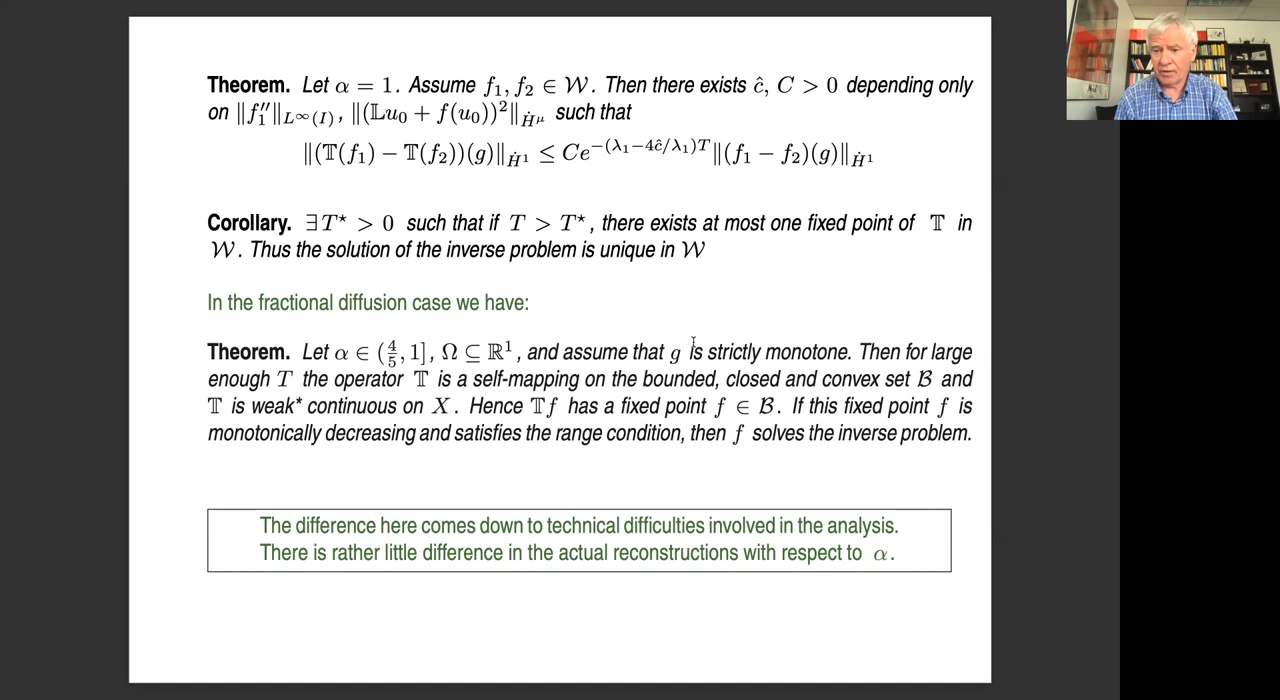 Theorem. Let α = 1. Assume f₁, f₂ ∈ 𝒲. Then there exists ĉ, C > 0 depending only
on ‖f₁′′‖_{L^∞(I)}, ‖(𝕃u₀ + f(u₀))²‖_{Ḣ^μ} such that
‖(𝕋(f₁) − 𝕋(f₂))(g)‖_{Ḣ¹} ≤ Ce^{−(λ₁−4ĉ/λ₁)T}‖(f₁ − f₂)(g)‖_{Ḣ¹}
Corollary. ∃T⋆ > 0 such that if T > T⋆, there exists at most one fixed point of 𝕋 in
𝒲. Thus the solution of the inverse problem is unique in 𝒲
In the fractional diffusion case we have:
Theorem. Let α ∈ (4/5, 1], Ω ⊆ ℝ¹, and assume that g is strictly monotone. Then for large
enough T the operator 𝕋 is a self-mapping on the bounded, closed and convex set ℬ and
𝕋 is weak* continuous on X. Hence 𝕋f has a fixed point f ∈ ℬ. If this fixed point f is
monotonically decreasing and satisfies the range condition, then f solves the inverse problem.
The difference here comes down to technical difficulties involved in the analysis.
There is rather little difference in the actual reconstructions with respect to α.